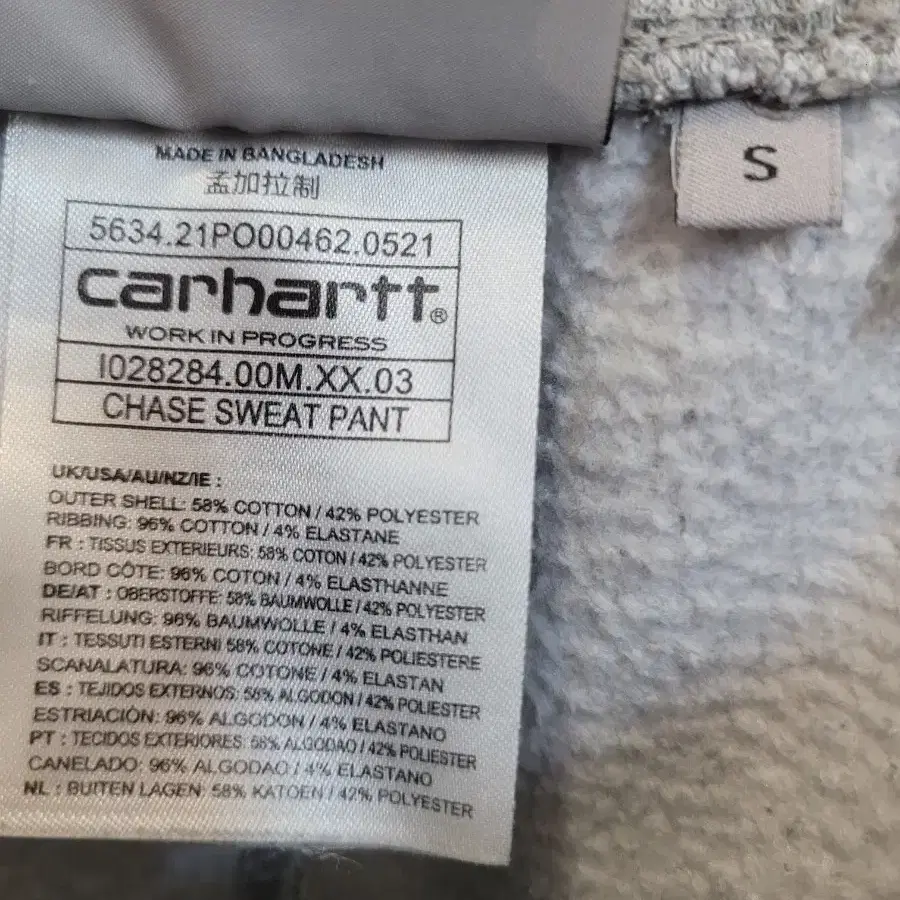 MADE IN BANGLADESH
孟加拉制
S
5634.21PO00462.0521
carhartt®
WORK IN PROGRESS
I028284.00M.XX.03
CHASE SWEAT PANT
UK/USA/AU/NZ/IE :
OUTER SHELL: 58% COTTON / 42% POLYESTER
RIBBING: 96% COTTON / 4% ELASTANE
FR : TISSUS EXTERIEURS: 58% COTON / 42% POLYESTER
BORD CÔTE: 96% COTON / 4% ELASTHANNE
DE/AT : OBERSTOFFE: 58% BAUMWOLLE / 42% POLYESTER
RIFFELUNG: 96% BAUMWOLLE / 4% ELASTHAN
IT : TESSUTI ESTERNI 58% COTONE / 42% POLIESTERE
SCANALATURA: 96% COTONE / 4% ELASTAN
ES : TEJIDOS EXTERNOS: 58% ALGODON / 42% POLIESTER
ESTRIACIÓN: 96% ALGODON / 4% ELASTANO
PT : TECIDOS EXTERIORES: 58% ALGODAO / 42% POLIESTER
CANELADO: 96% ALGODAO / 4% ELASTANO
NL : BUITEN LAGEN: 58% KATOEN / 42% POLYESTER